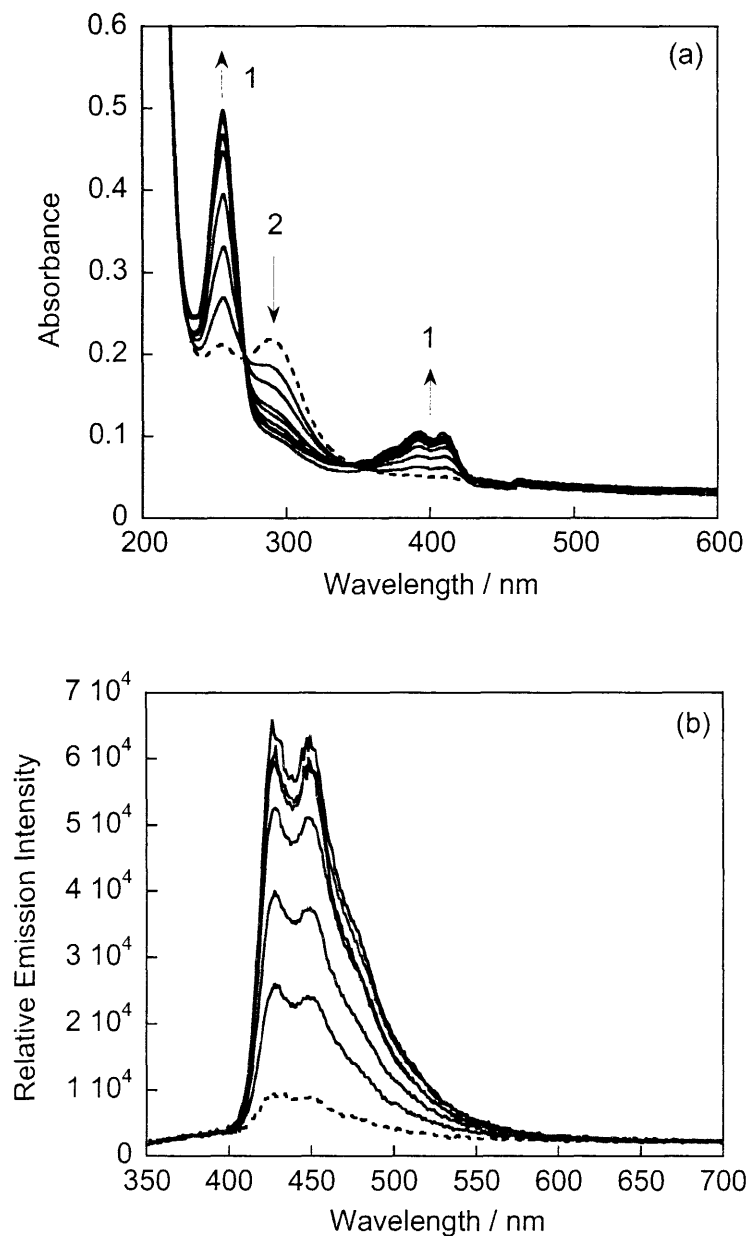 0.6
(a)
1
0.5
0.4
2
Absorbance
0.3
1
0.2
0.1
0
200 300 400 500 600
Wavelength / nm
7 10⁴
(b)
6 10⁴
5 10⁴
4 10⁴
Relative Emission Intensity
3 10⁴
2 10⁴
1 10⁴
0
350 400 450 500 550 600 650 700
Wavelength / nm